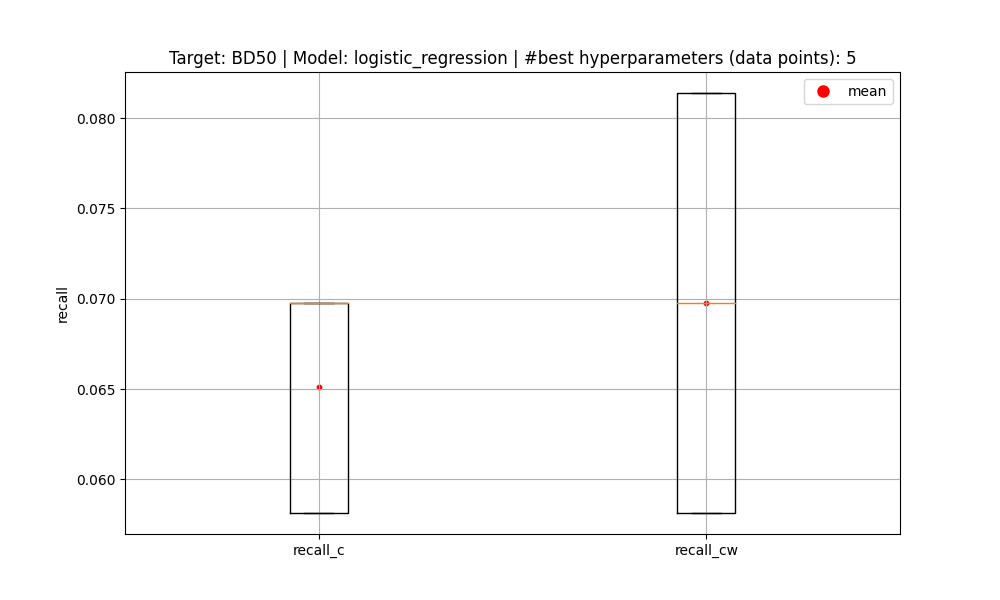 Target: BD50 | Model: logistic_regression | #best hyperparameters (data points): 5
mean
0.080
0.075
0.070
0.065
0.060
recall
recall_c
recall_cw